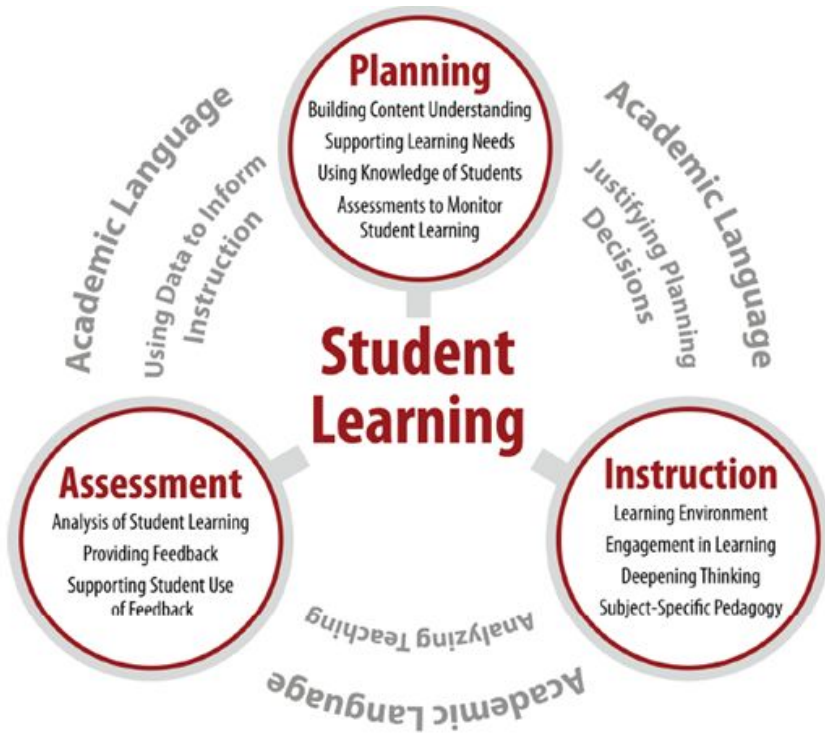 Planning
Building Content Understanding
Supporting Learning Needs
Using Knowledge of Students
Assessments to Monitor
Student Learning
Academic Language
Using Data to Inform
Instruction
Academic Language
Justifying Planning
Decisions
Student
Learning
Assessment
Analysis of Student Learning
Providing Feedback
Supporting Student Use
of Feedback
Instruction
Learning Environment
Engagement in Learning
Deepening Thinking
Subject-Specific Pedagogy
Analyzing Teaching
Academic Language